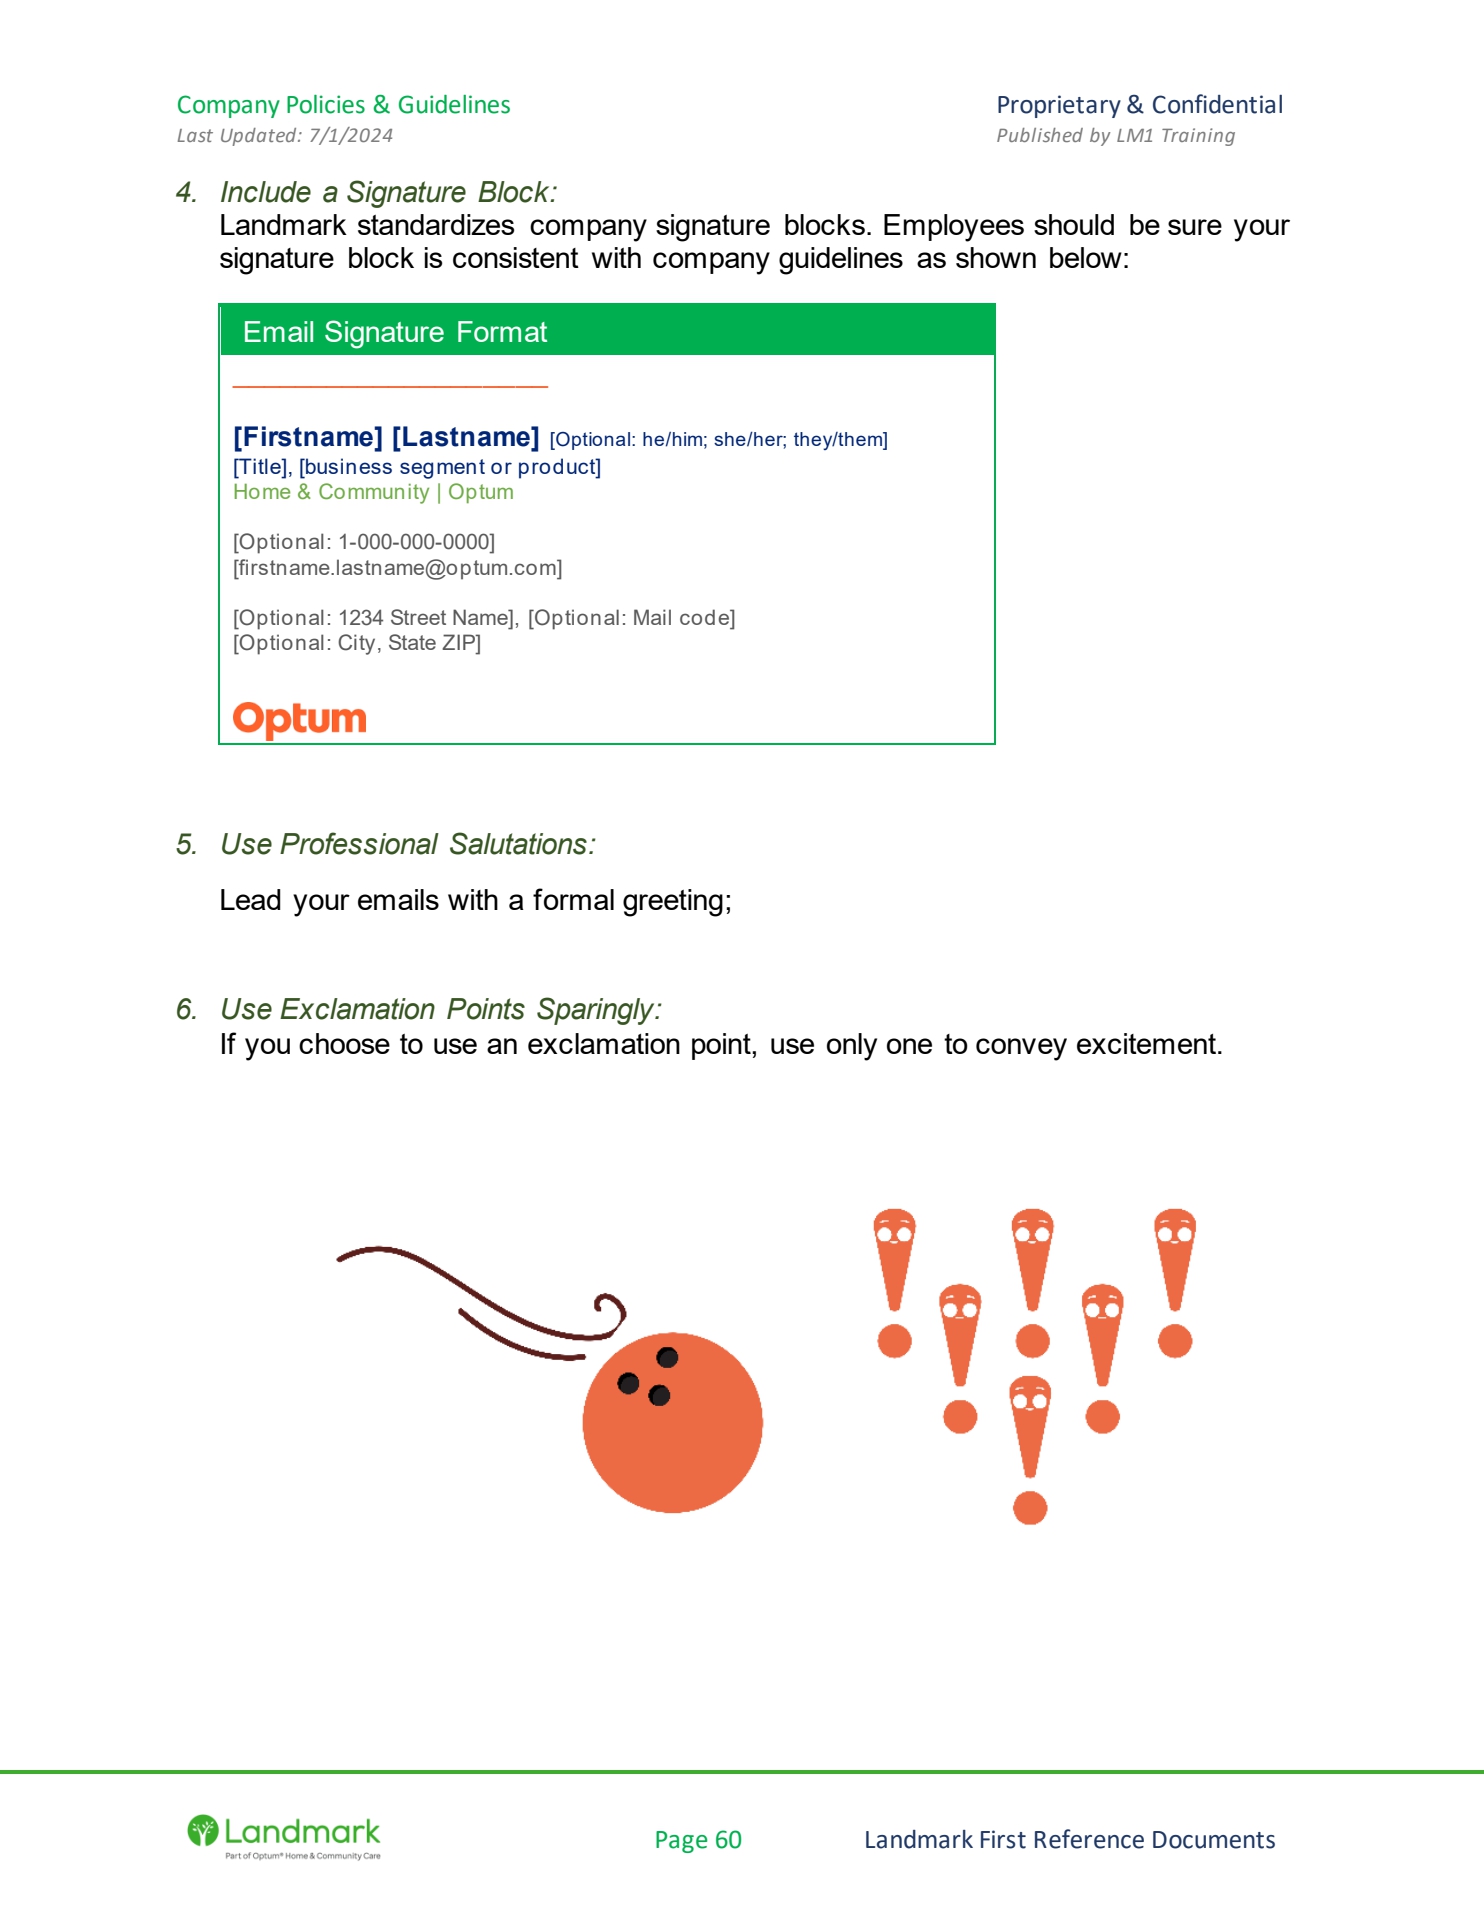 Company Policies & Guidelines
Proprietary & Confidential
Last Updated: 7/1/2024
Published by LM1 Training
4. Include a Signature Block:
Landmark standardizes company signature blocks. Employees should be sure your
signature block is consistent with company guidelines as shown below:
Email Signature Format
[Firstname] [Lastname] [Optional: he/him; she/her; they/them]
[Title], [business segment or product]
Home & Community | Optum
[Optional: 1-000-000-0000]
[firstname.lastname@optum.com]
[Optional: 1234 Street Name], [Optional: Mail code]
[Optional: City, State ZIP]
Optum
5. Use Professional Salutations:
Lead your emails with a formal greeting;
6. Use Exclamation Points Sparingly:
If you choose to use an exclamation point, use only one to convey excitement.
Landmark
Part of Optum® Home & Community Care
Page 60
Landmark First Reference Documents